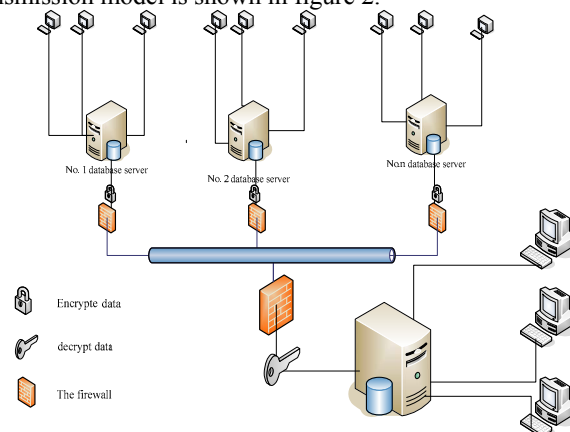 nsmission model is shown in figure 2.
No. 1 database server
No. 2 database server
No.n database server
Encrypte data
decrypt data
The firewall